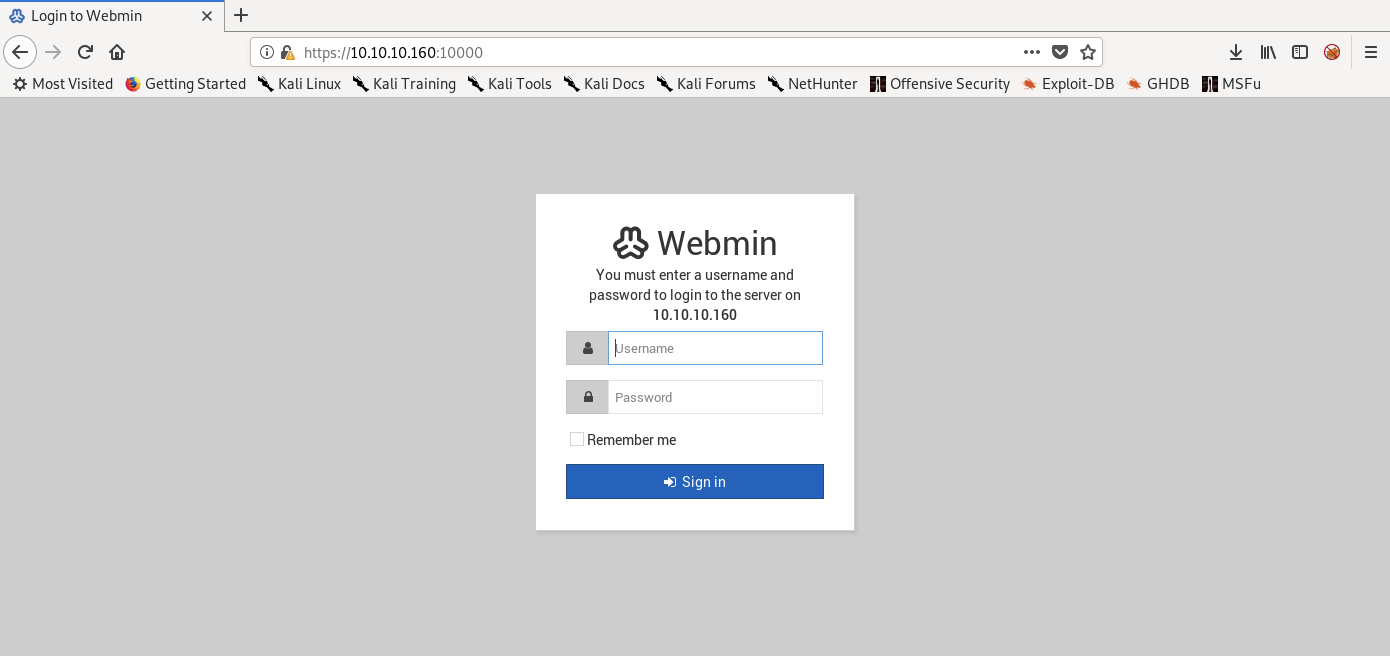 Login to Webmin
https://10.10.10.160:10000
Most Visited Getting Started Kali Linux Kali Training Kali Tools Kali Docs Kali Forums NetHunter Offensive Security Exploit-DB GHDB MSFu
Webmin
You must enter a username and
password to login to the server on
10.10.10.160
Username
Password
Remember me
Sign in